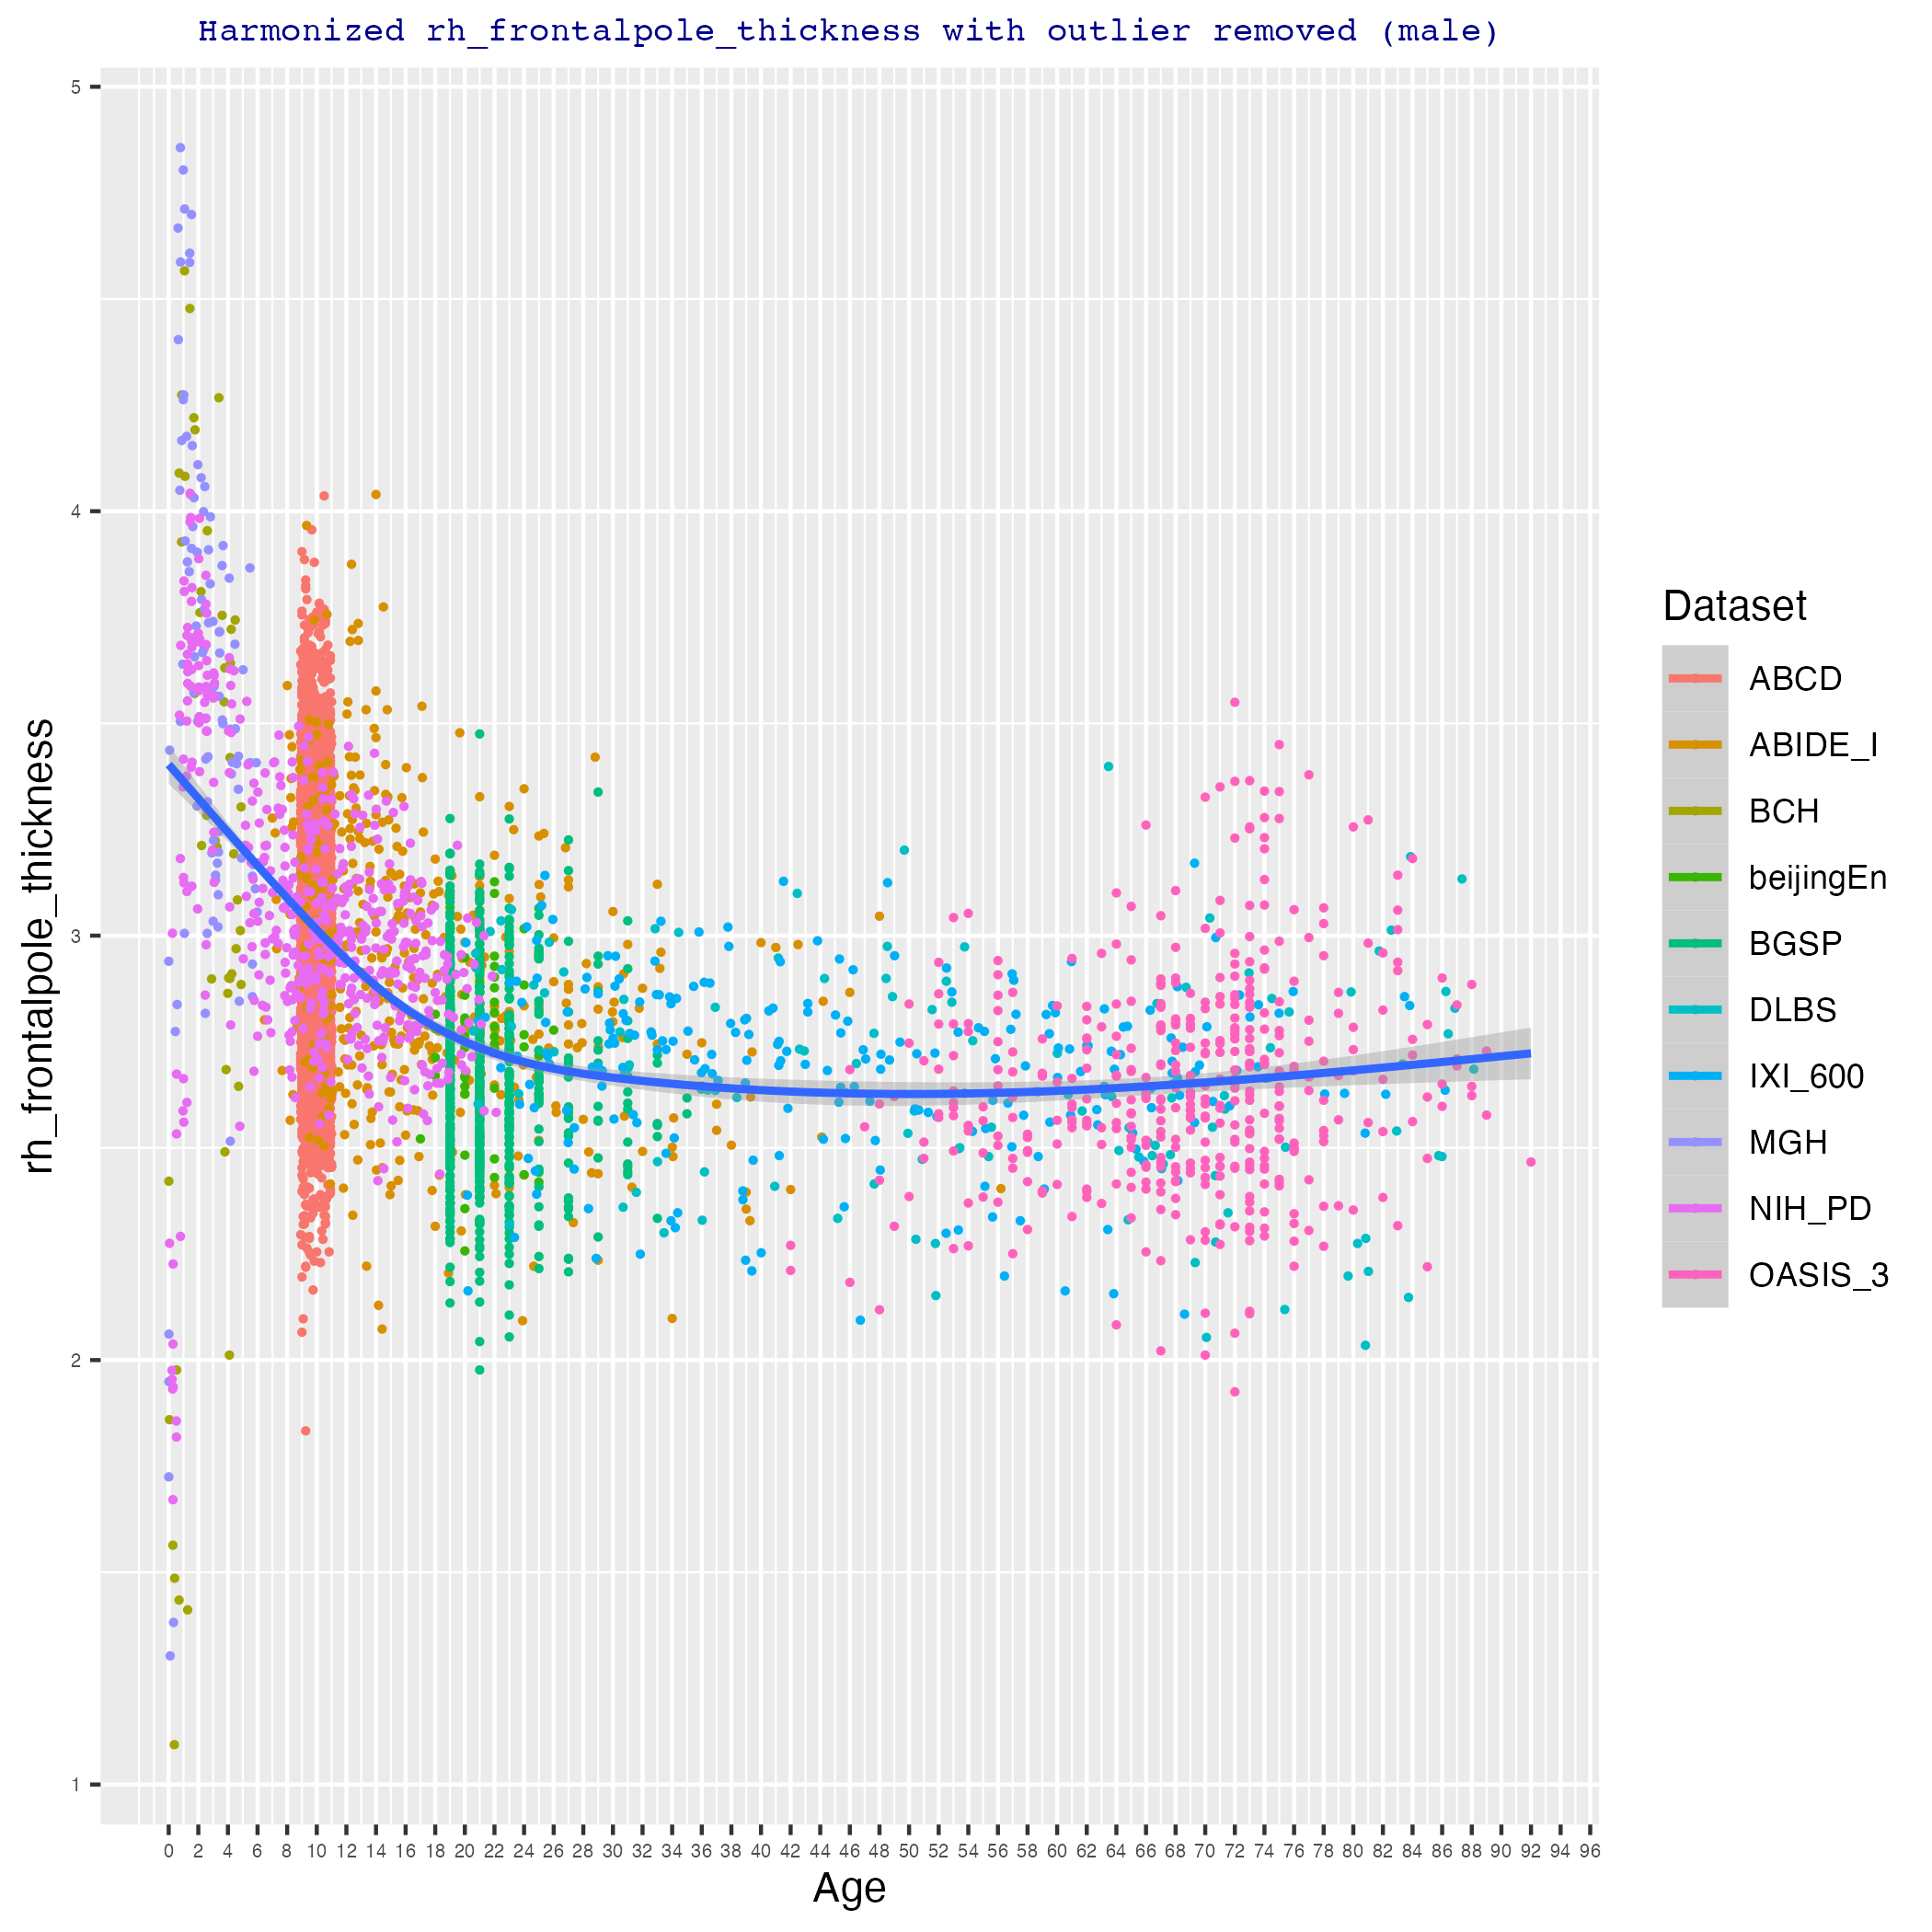 Harmonized rh_frontalpole_thickness with outlier removed (male)
5
4
3
2
1
rh_frontalpole_thickness
0 2 4 6 8 10 12 14 16 18 20 22 24 26 28 30 32 34 36 38 40 42 44 46 48 50 52 54 56 58 60 62 64 66 68 70 72 74 76 78 80 82 84 86 88 90 92 94 96
Age
Dataset
ABCD
ABIDE_I
BCH
beijingEn
BGSP
DLBS
IXI_600
MGH
NIH_PD
OASIS_3